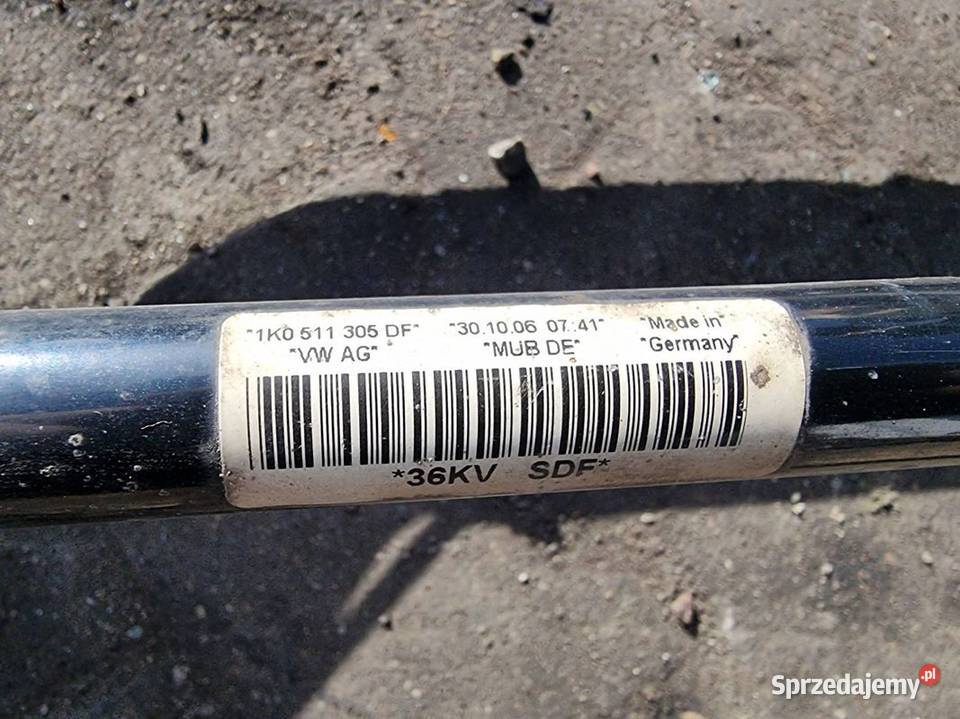 "1K0 511 305 DF" "30.10.06 07:41" "Made in"
"VW AG" "MUB DE" "Germany"
*36KV SDF*
Sprzedajemy.pl